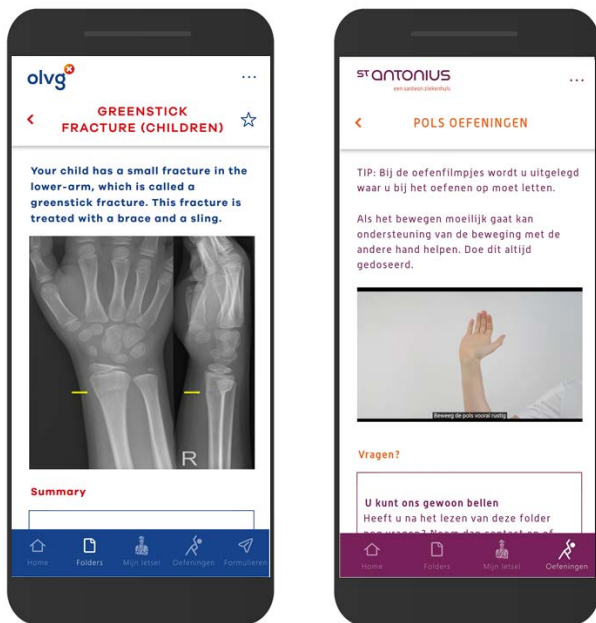 olvg
...
GREENSTICK
FRACTURE (CHILDREN)
Your child has a small fracture in the
lower-arm, which is called a
greenstick fracture. This fracture is
treated with a brace and a sling.
R
Summary
Home
Folders
Mijn letsel
Oefeningen
Formulieren
ST antonius
een santeon ziekenhuis
...
POLS OEFENINGEN
TIP: Bij de oefenfilmpjes wordt u uitgelegd
waar u bij het oefenen op moet letten.
Als het bewegen moeilijk gaat kan
ondersteuning van de beweging met de
andere hand helpen. Doe dit altijd
gedoseerd.
Beweeg de pols vooral rustig
Vragen?
U kunt ons gewoon bellen
Heeft u na het lezen van deze folder
Home
Folders
Mijn letsel
Oefeningen